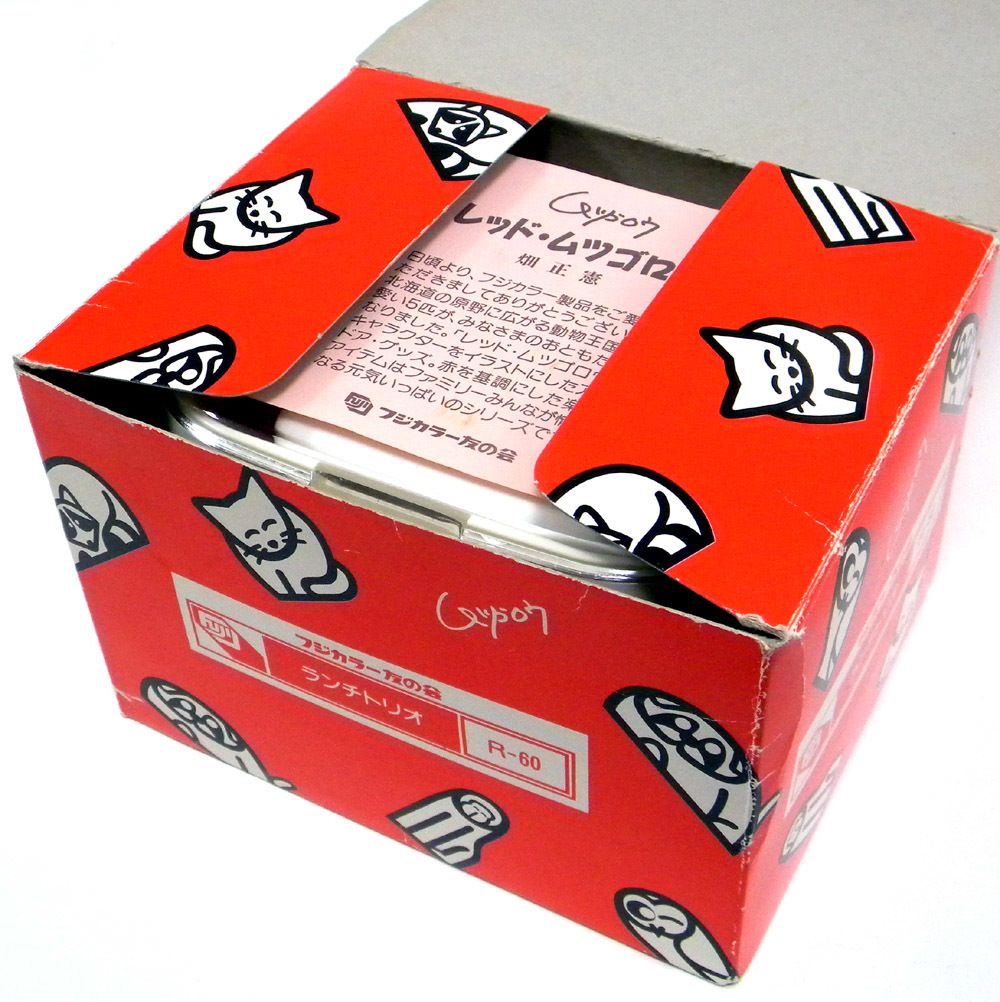 レッド・ムツゴロ
畑正憲
日頃より、フジカラー製品をご愛
ただきましてありがとうござい
北海道の原野に広がる動物王国
愛い5匹が、みなさまのおともだ
なりました。「レッド・ムツゴロ
キャラクターをイラストにした
ドア グッズ。赤を基調にした楽
アイテムはファミリーみんなが
なる元気いっぱいのシリーズで
フジカラー友の会
FUJI
フジカラー友の会
ランチトリオ
R-60